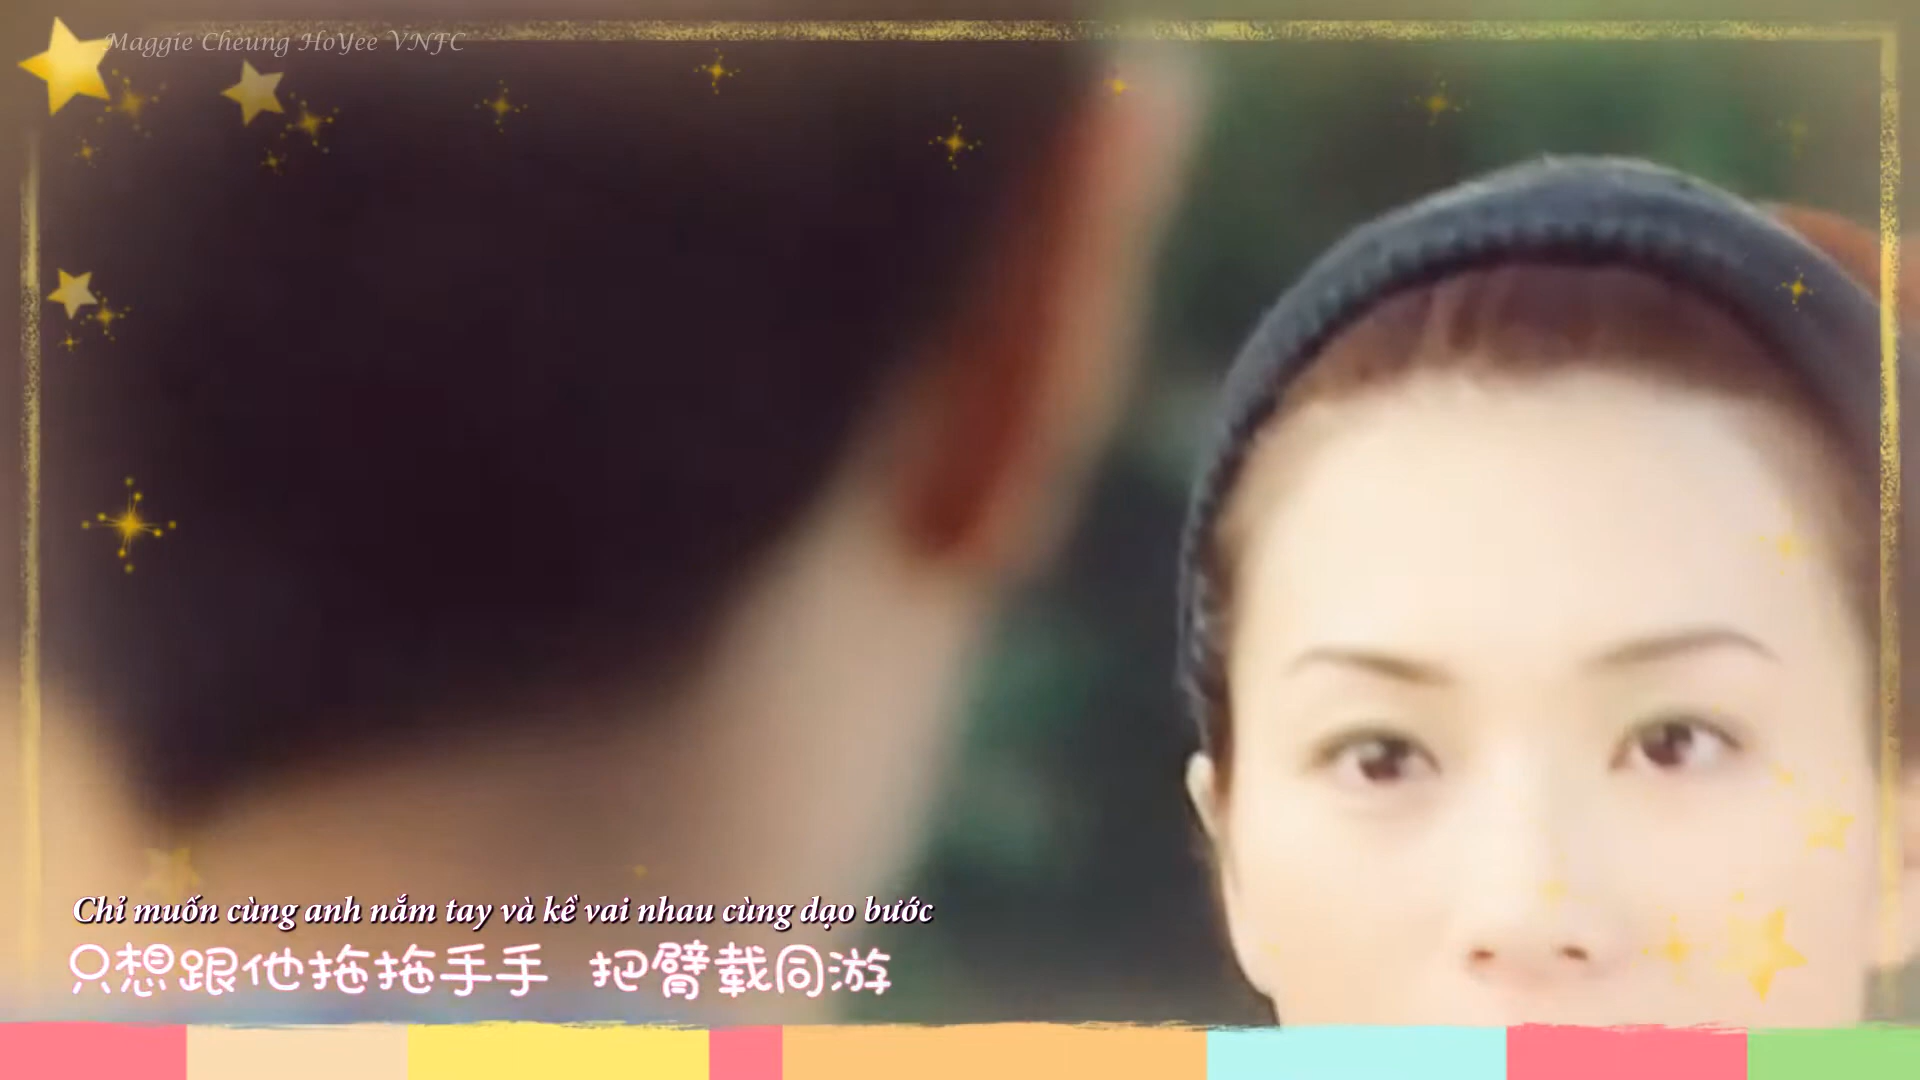 Maggie Cheung HoYee VNFC
Chỉ muốn cùng anh nắm tay và kề vai nhau cùng dạo bước
只想跟他拖拖手手 把臂载同游